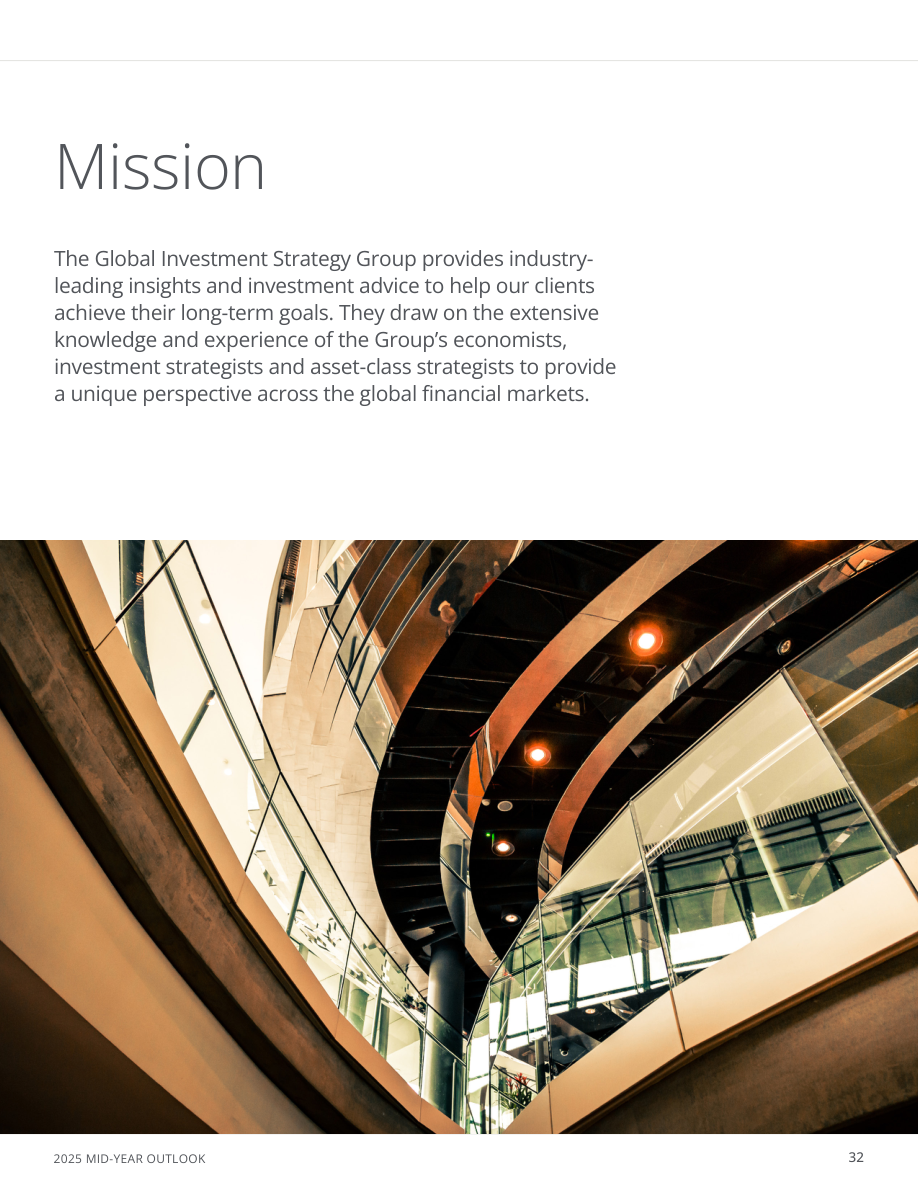 Mission
The Global Investment Strategy Group provides industry-
leading insights and investment advice to help our clients
achieve their long-term goals. They draw on the extensive
knowledge and experience of the Group’s economists,
investment strategists and asset-class strategists to provide
a unique perspective across the global financial markets.
2025 MID-YEAR OUTLOOK
32